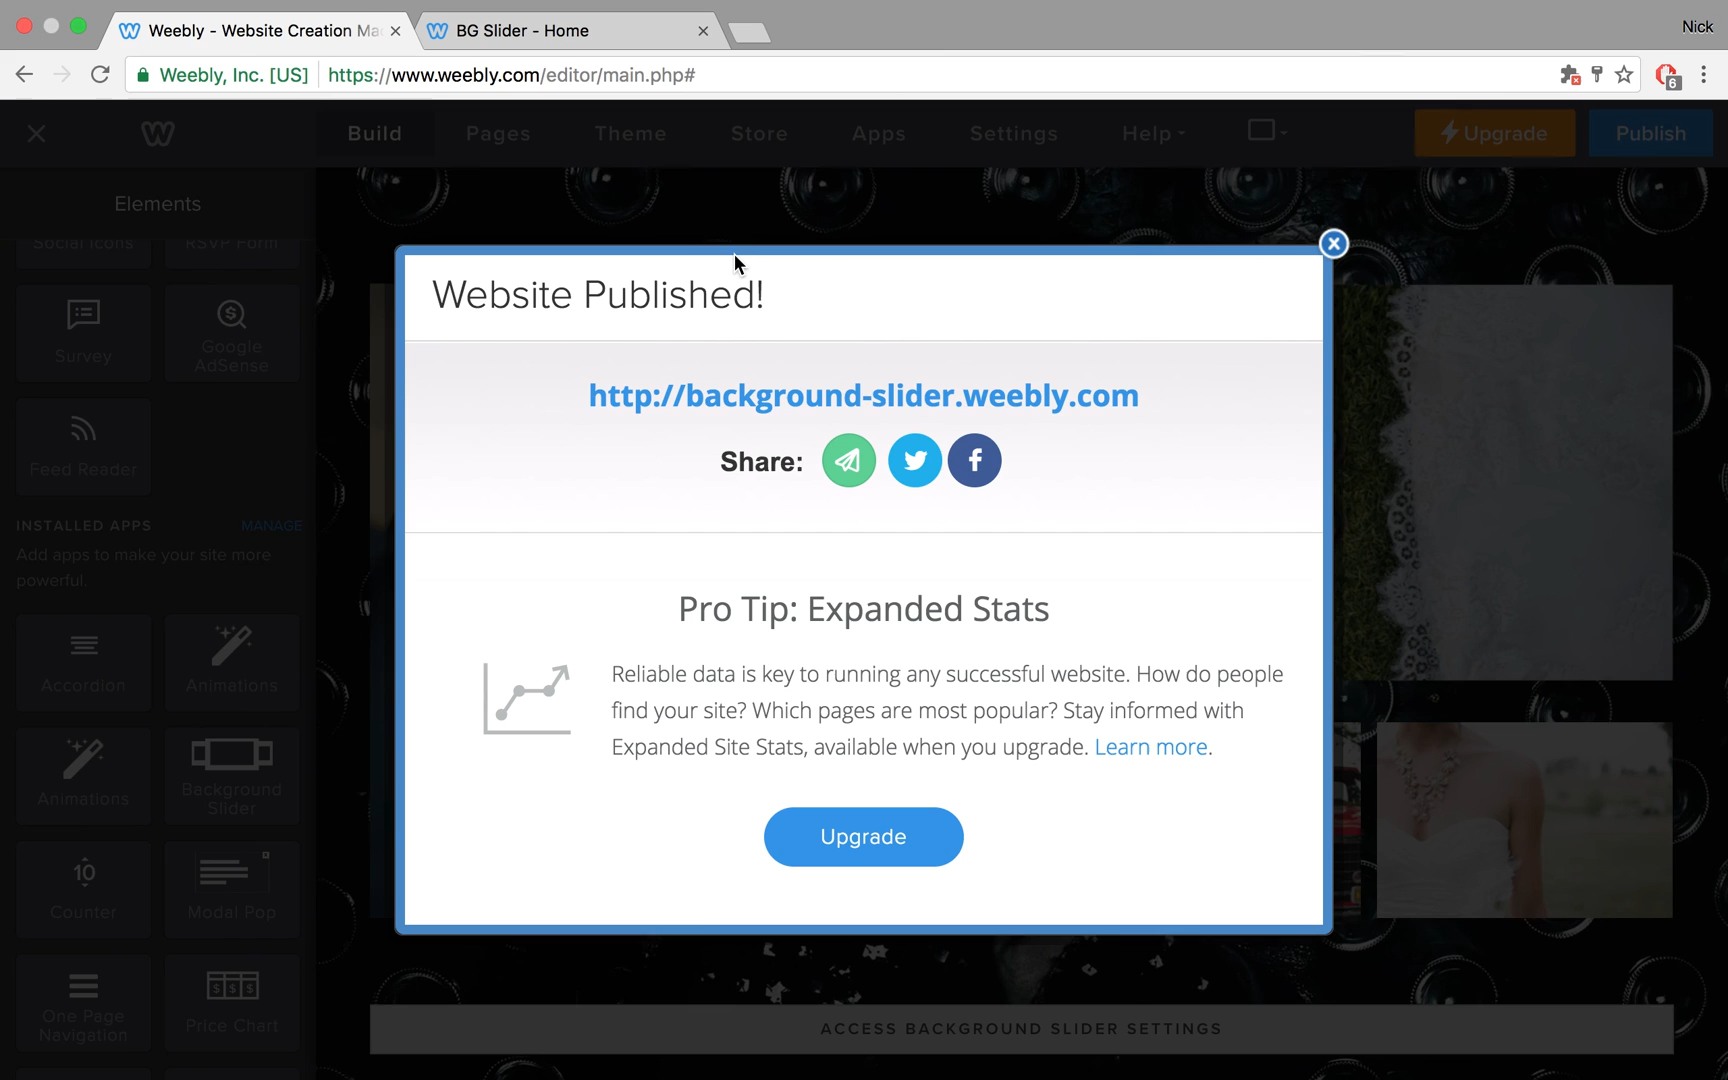 Weebly - Website Creation Ma
BG Slider - Home
Nick
Weebly, Inc. [US]
https://www.weebly.com/editor/main.php#
6
Build
Pages
Theme
Store
Apps
Settings
Help
Upgrade
Publish
Elements
Social Icons
RSVP Form
Survey
Google
AdSense
Feed Reader
INSTALLED APPS
MANAGE
Add apps to make your site more
powerful.
Accordion
Animations
Animations
Background
Slider
10
Counter
Modal Pop
One Page
Navigation
$ $ $
Price Chart
Website Published!
http://background-slider.weebly.com
Share:
Pro Tip: Expanded Stats
Reliable data is key to running any successful website. How do people
find your site? Which pages are most popular? Stay informed with
Expanded Site Stats, available when you upgrade. Learn more.
Upgrade
ACCESS BACKGROUND SLIDER SETTINGS